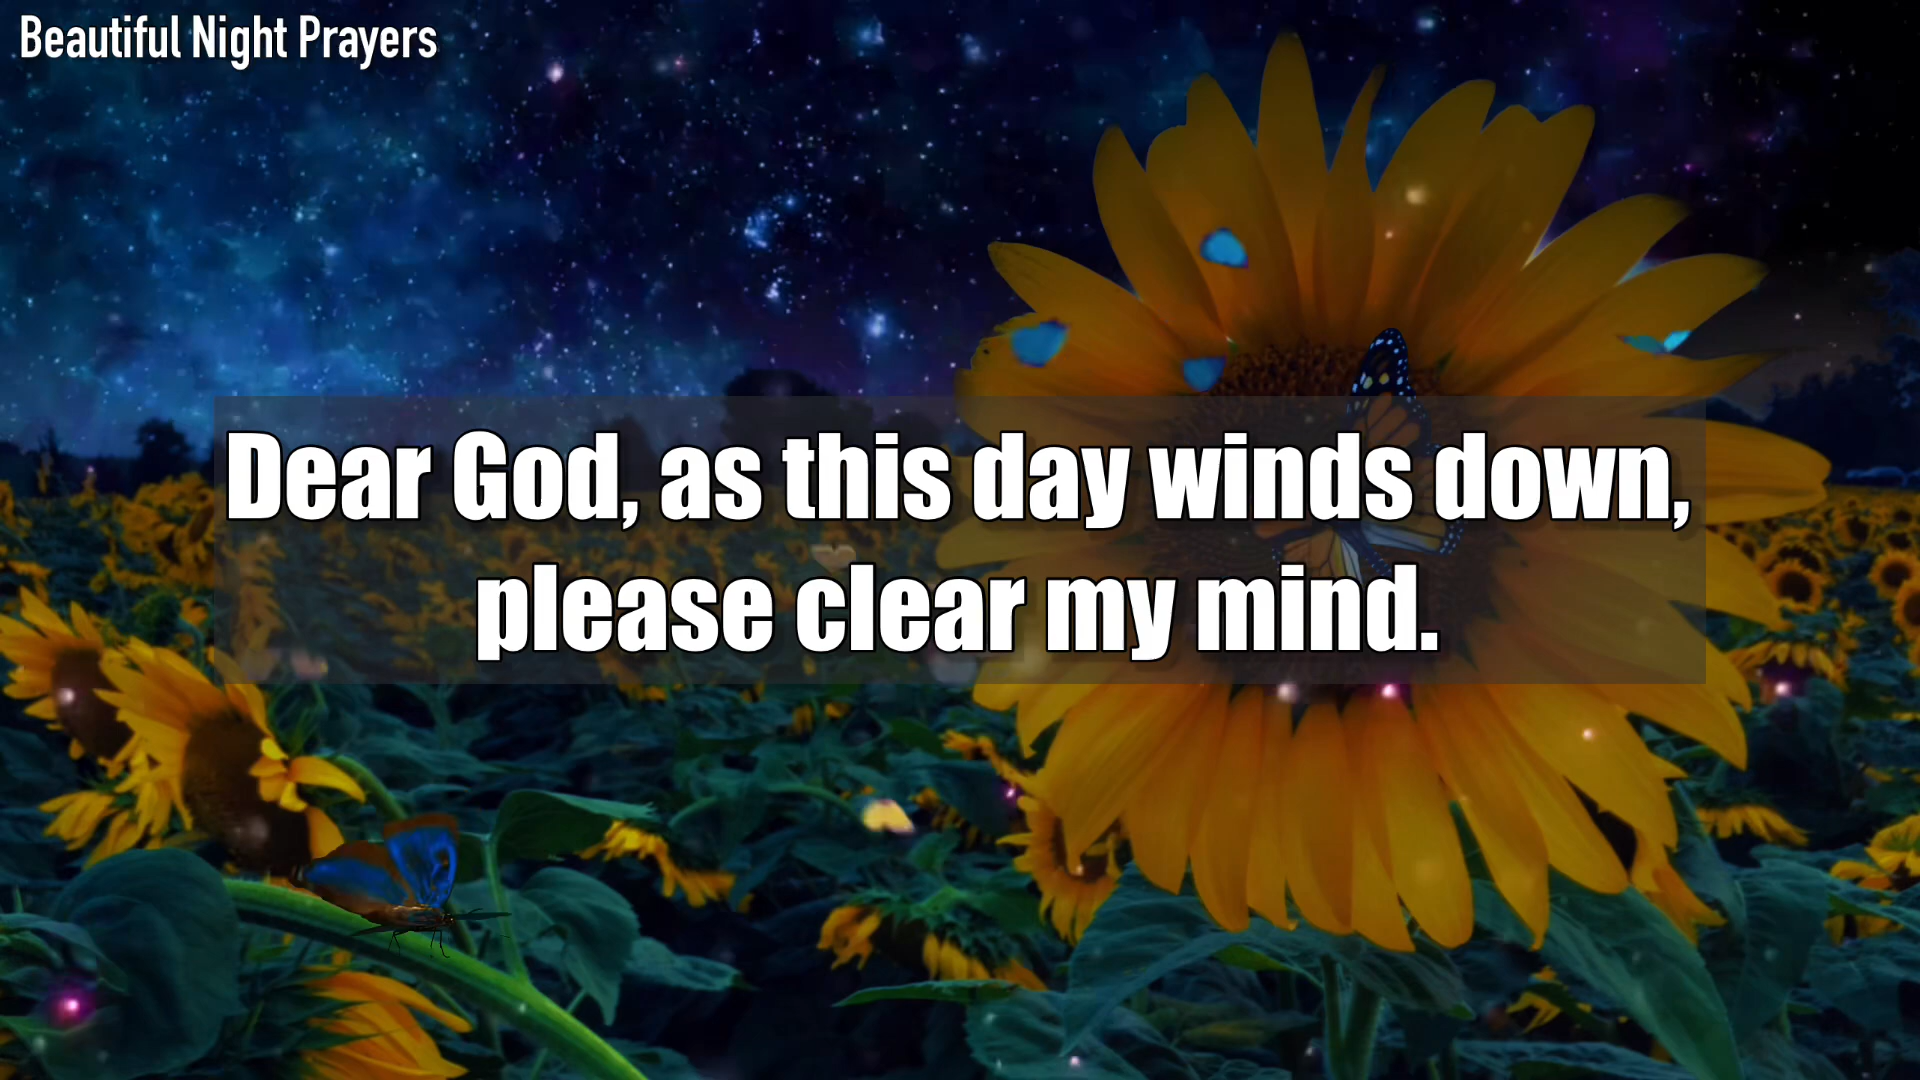 Beautiful Night Prayers
Dear God, as this day winds down,
please clear my mind.